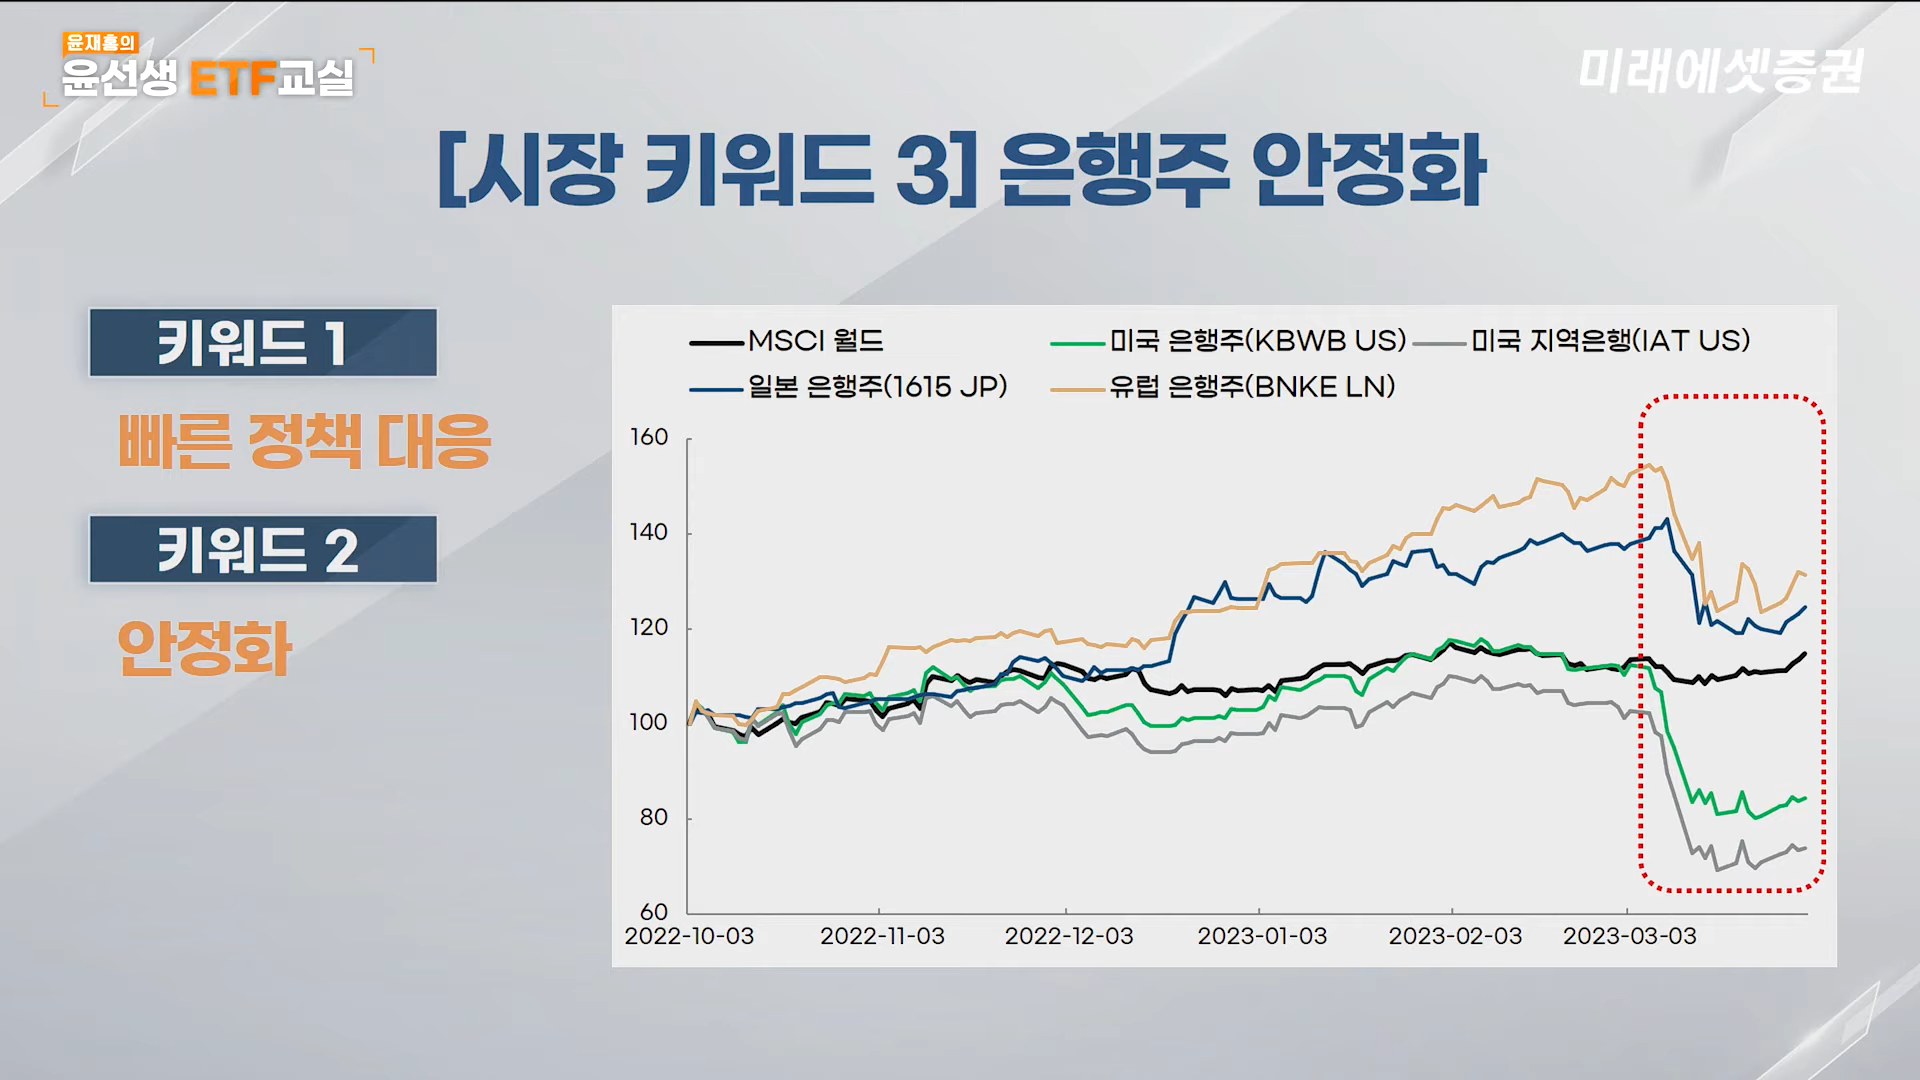 윤재홍의
윤선생 ETF교실
미래에셋증권
[시장 키워드 3] 은행주 안정화
키워드 1
빠른 정책 대응
키워드 2
안정화
MSCI 월드
미국 은행주(KBWB US)
미국 지역은행(IAT US)
일본 은행주(1615 JP)
유럽 은행주(BNKE LN)
160
140
120
100
80
60
2022-10-03
2022-11-03
2022-12-03
2023-01-03
2023-02-03
2023-03-03